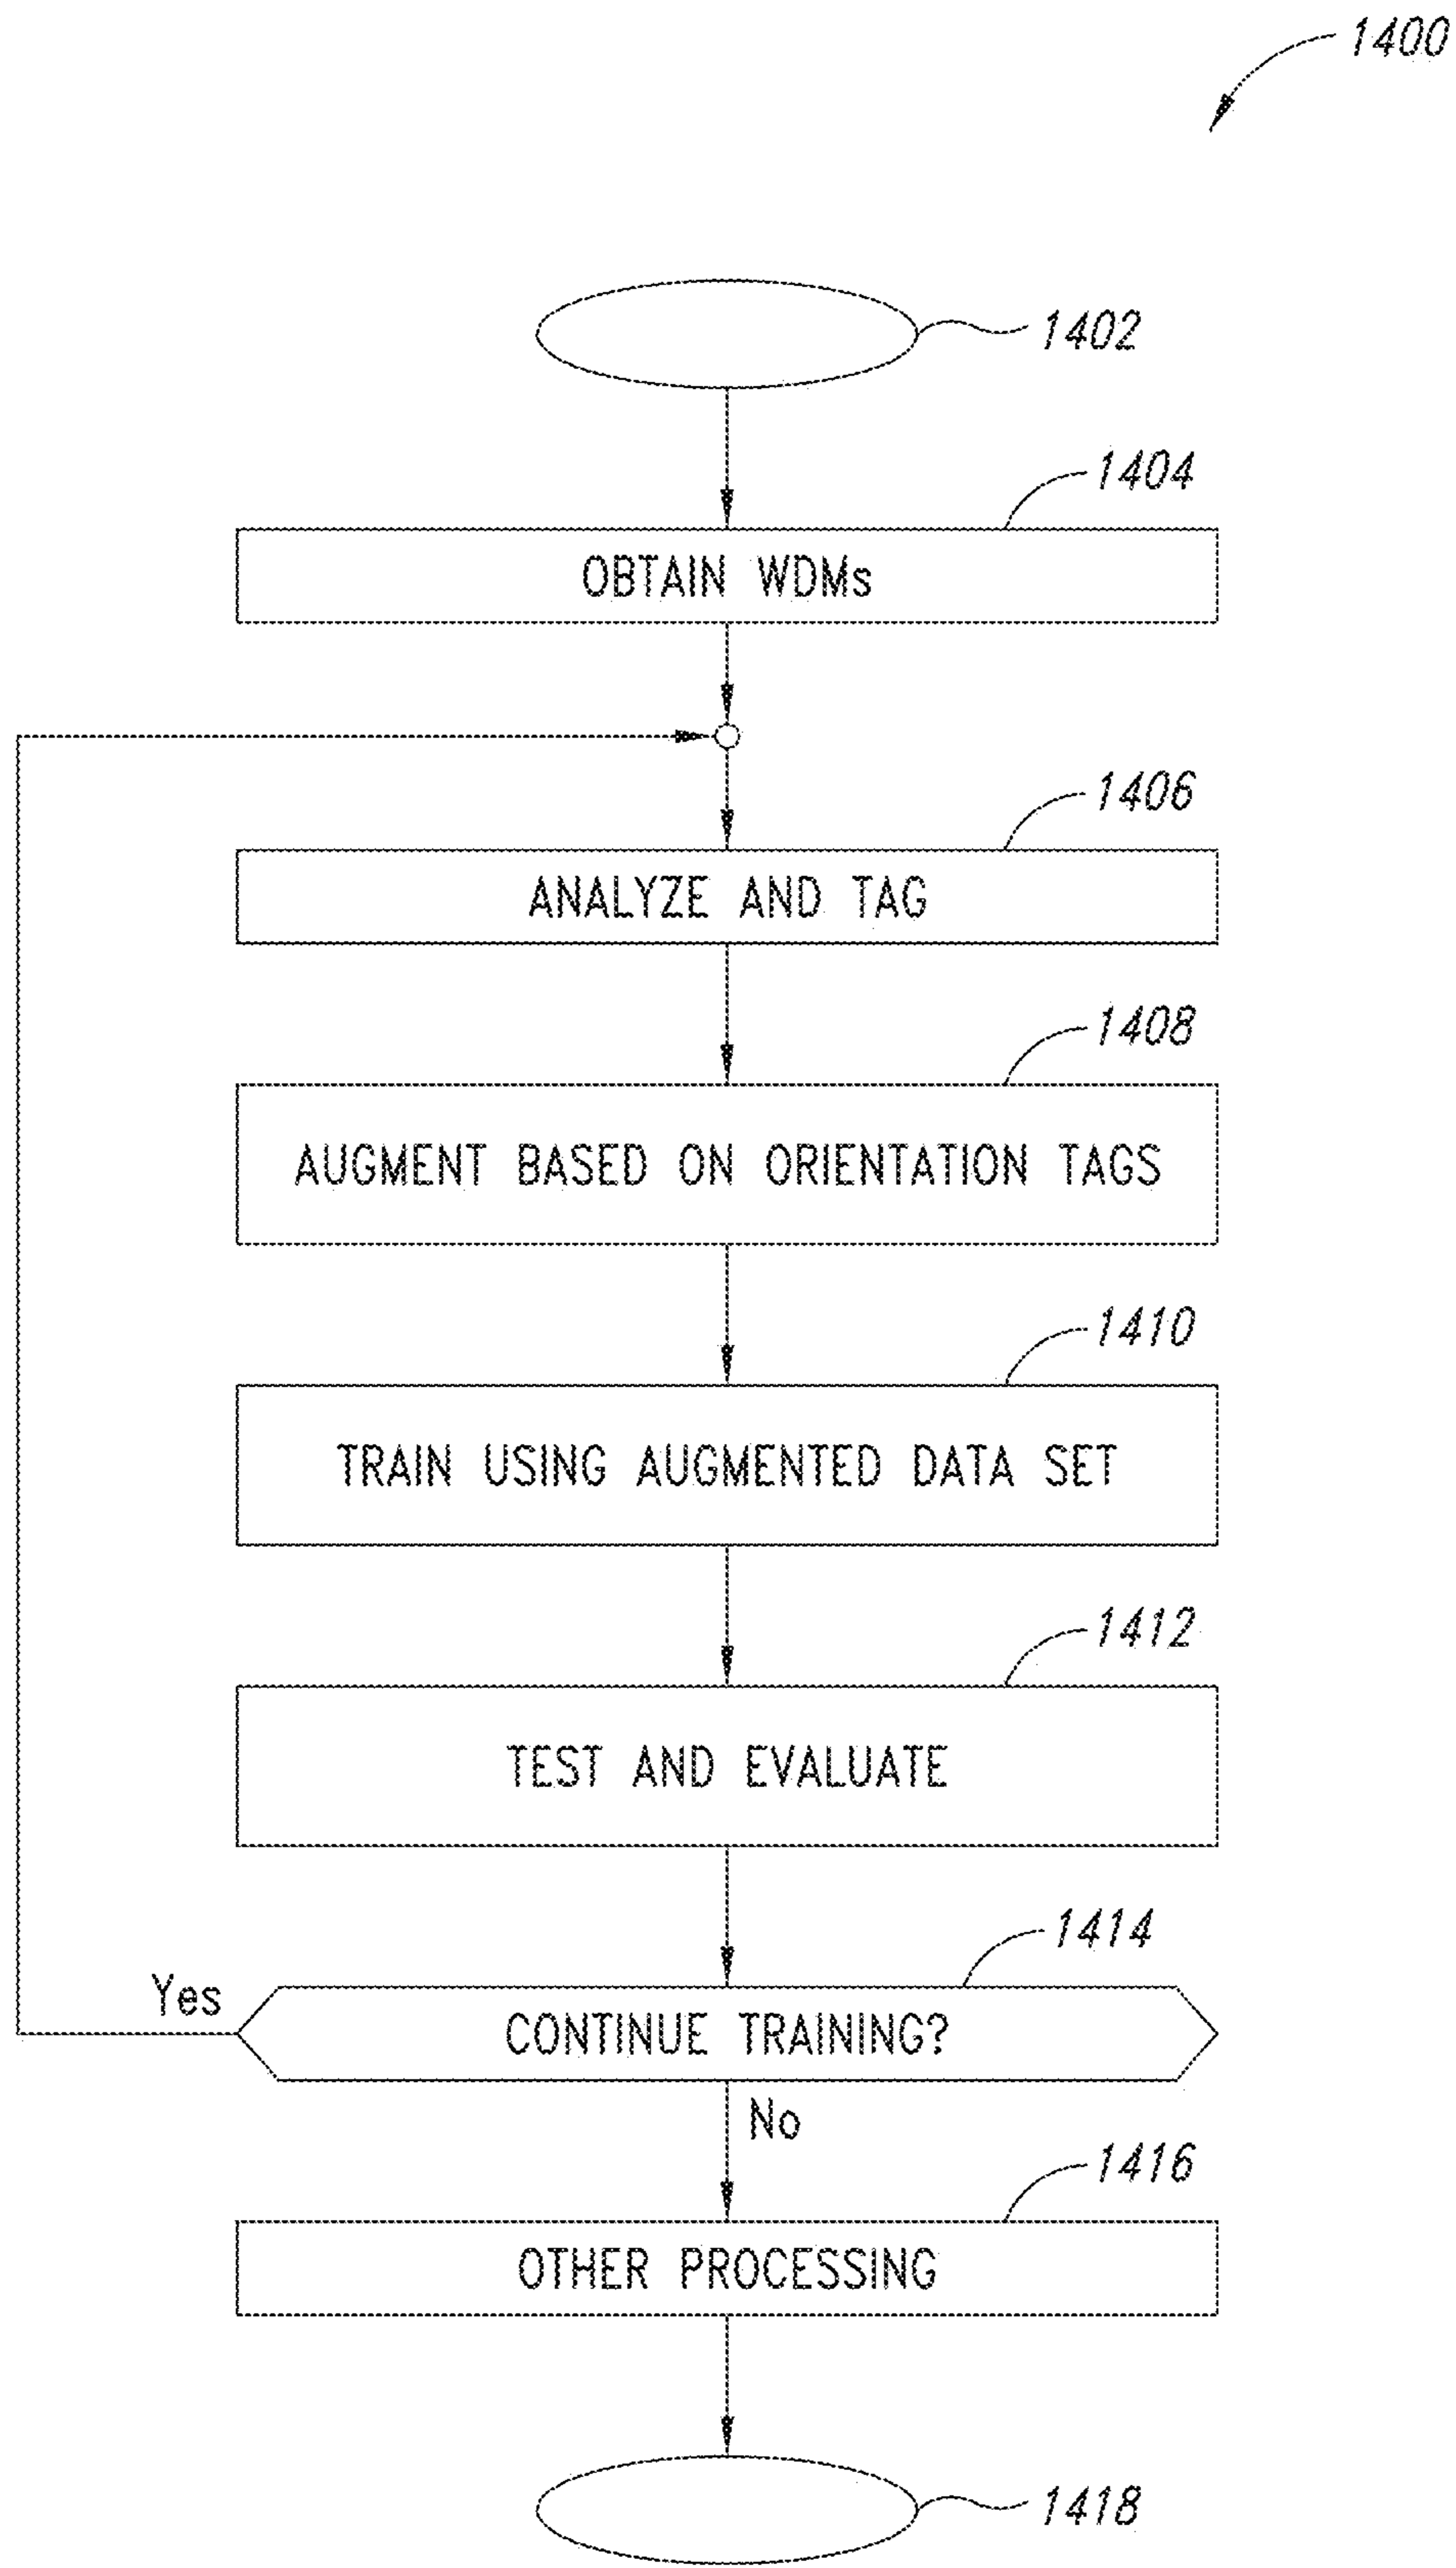 1400
1402
1404
OBTAIN WDMs
1406
ANALYZE AND TAG
1408
AUGMENT BASED ON ORIENTATION TAGS
1410
TRAIN USING AUGMENTED DATA SET
1412
TEST AND EVALUATE
1414
Yes
CONTINUE TRAINING?
No
1416
OTHER PROCESSING
1418